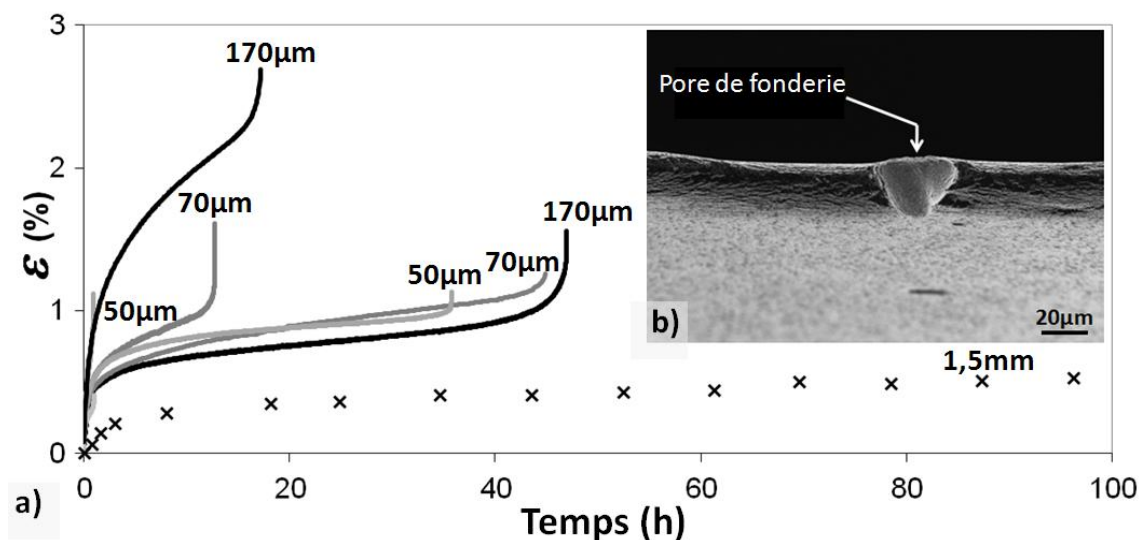 3
170µm
Pore de fonderie
2
70µm
170µm
ε (%)
50µm
50µm
70µm
1
b)
20µm
1,5mm
0
0
20
40
60
80
100
a)
Temps (h)